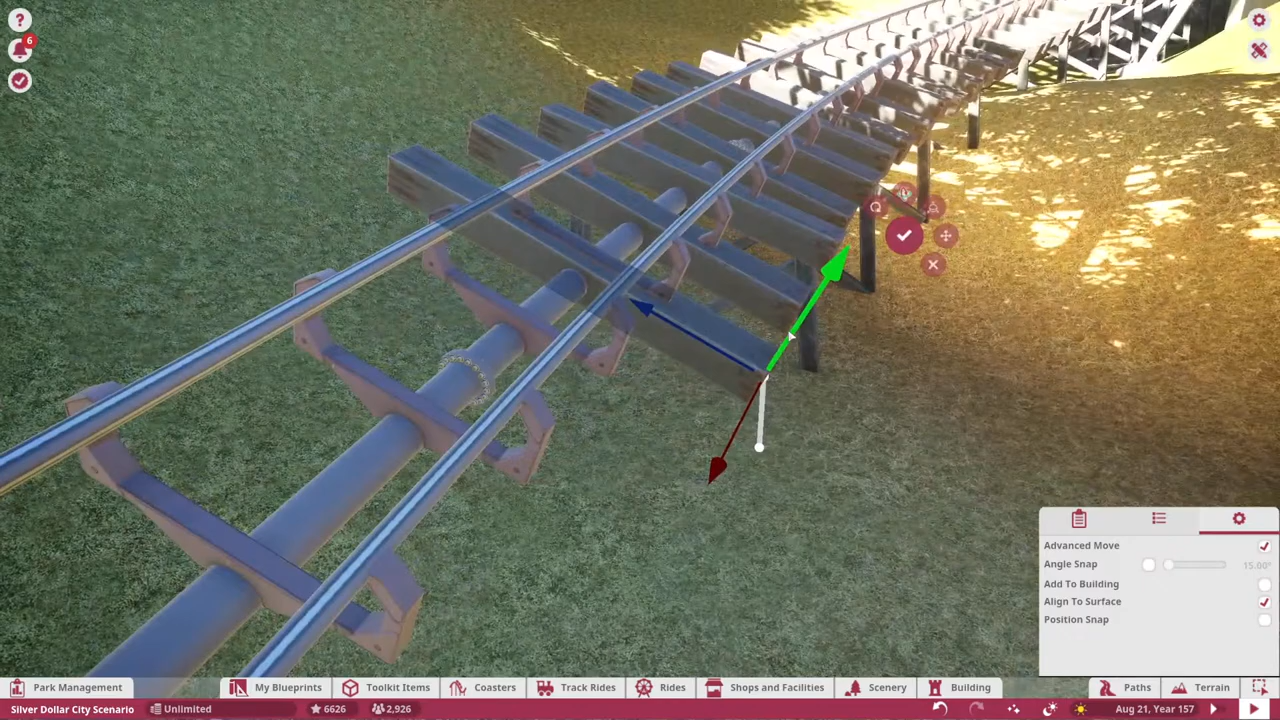 6
Advanced Move
Angle Snap 15.00°
Add To Building
Align To Surface
Position Snap
Park Management
My Blueprints
Toolkit Items
Coasters
Track Rides
Rides
Shops and Facilities
Scenery
Building
Paths
Terrain
Silver Dollar City Scenario
Unlimited
6626
2,926
Aug 21, Year 157